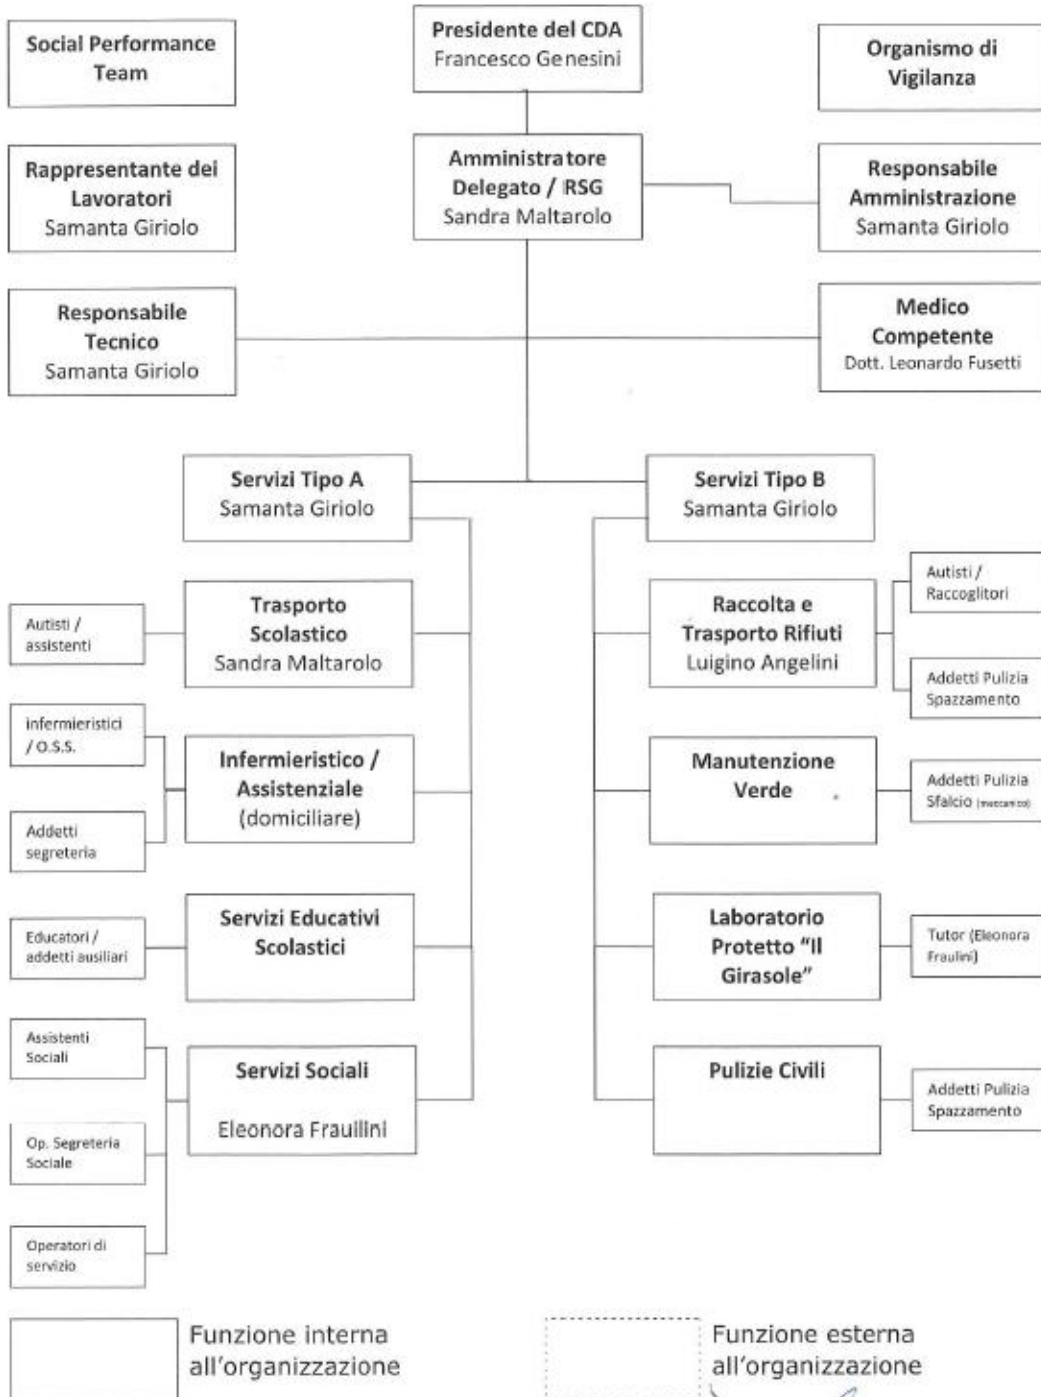 Social Performance
Team
Presidente del CDA
Francesco Genesini
Organismo di
Vigilanza
Rappresentante dei
Lavoratori
Samanta Giriolo
Amministratore
Delegato / RSG
Sandra Maltarolo
Responsabile
Amministrazione
Samanta Giriolo
Responsabile
Tecnico
Samanta Giriolo
Medico
Competente
Dott. Leonardo Fusetti
Servizi Tipo A
Samanta Giriolo
Servizi Tipo B
Samanta Giriolo
Autisti /
assistenti
Trasporto
Scolastico
Sandra Maltarolo
Raccolta e
Trasporto Rifiuti
Luigino Angelini
Autisti /
Raccoglitori
Addetti Pulizia
Spazzamento
infermieristici
/ O.S.S.
Addetti
segreteria
Infermieristico /
Assistenziale
(domiciliare)
Manutenzione
Verde
Addetti Pulizia
Sfalcio (meccanico)
Educatori /
addetti ausiliari
Servizi Educativi
Scolastici
Laboratorio
Protetto "Il
Girasole"
Tutor (Eleonora
Fraulini)
Assistenti
Sociali
Op. Segreteria
Sociale
Operatori di
servizio
Servizi Sociali
Eleonora Fraullini
Pulizie Civili
Addetti Pulizia
Spazzamento
Funzione interna
all'organizzazione
Funzione esterna
all'organizzazione